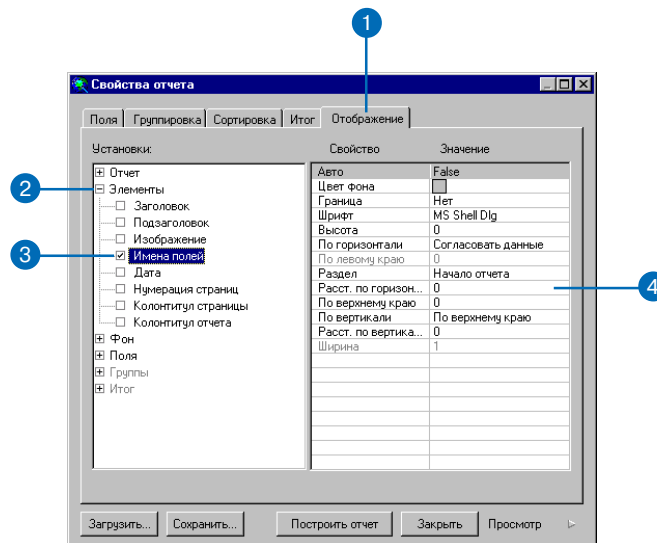 1
Свойства отчета
Поля Группировка Сортировка Итог Отображение
Установки:
Свойство Значение
2
3
4
Отчет
Элементы
Заголовок
Подзаголовок
Изображение
Имена полей
Дата
Нумерация страниц
Колонтитул страницы
Колонтитул отчета
Фон
Поля
Группы
Итог
Авто False
Цвет фона
Граница Нет
Шрифт MS Shell Dlg
Высота 0
По горизонтали Согласовать данные
По левому краю 0
Раздел Начало отчета
Расст. по горизон... 0
По верхнему краю 0
По вертикали По верхнему краю
Расст. по вертика... 0
Ширина 1
Загрузить... Сохранить... Построить отчет Закрыть Просмотр